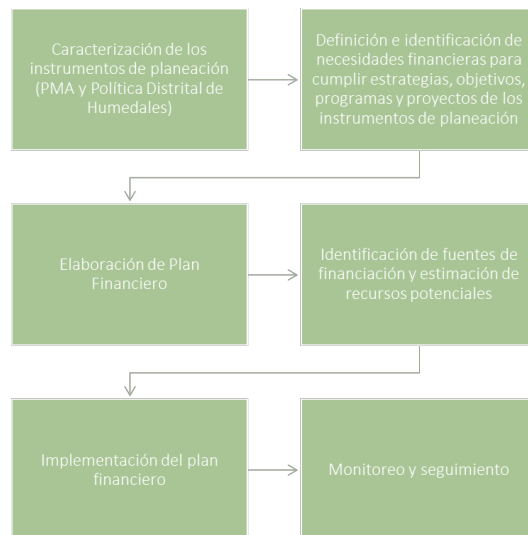 Caracterización de los
instrumentos de planeación
(PMA y Política Distrital de
Humedales)
Definición e identificación de
necesidades financieras para
cumplir estrategias, objetivos,
programas y proyectos de los
instrumentos de planeación
Elaboración de Plan
Financiero
Identificación de fuentes de
financiación y estimación de
recursos potenciales
Implementación del plan
financiero
Monitoreo y seguimiento